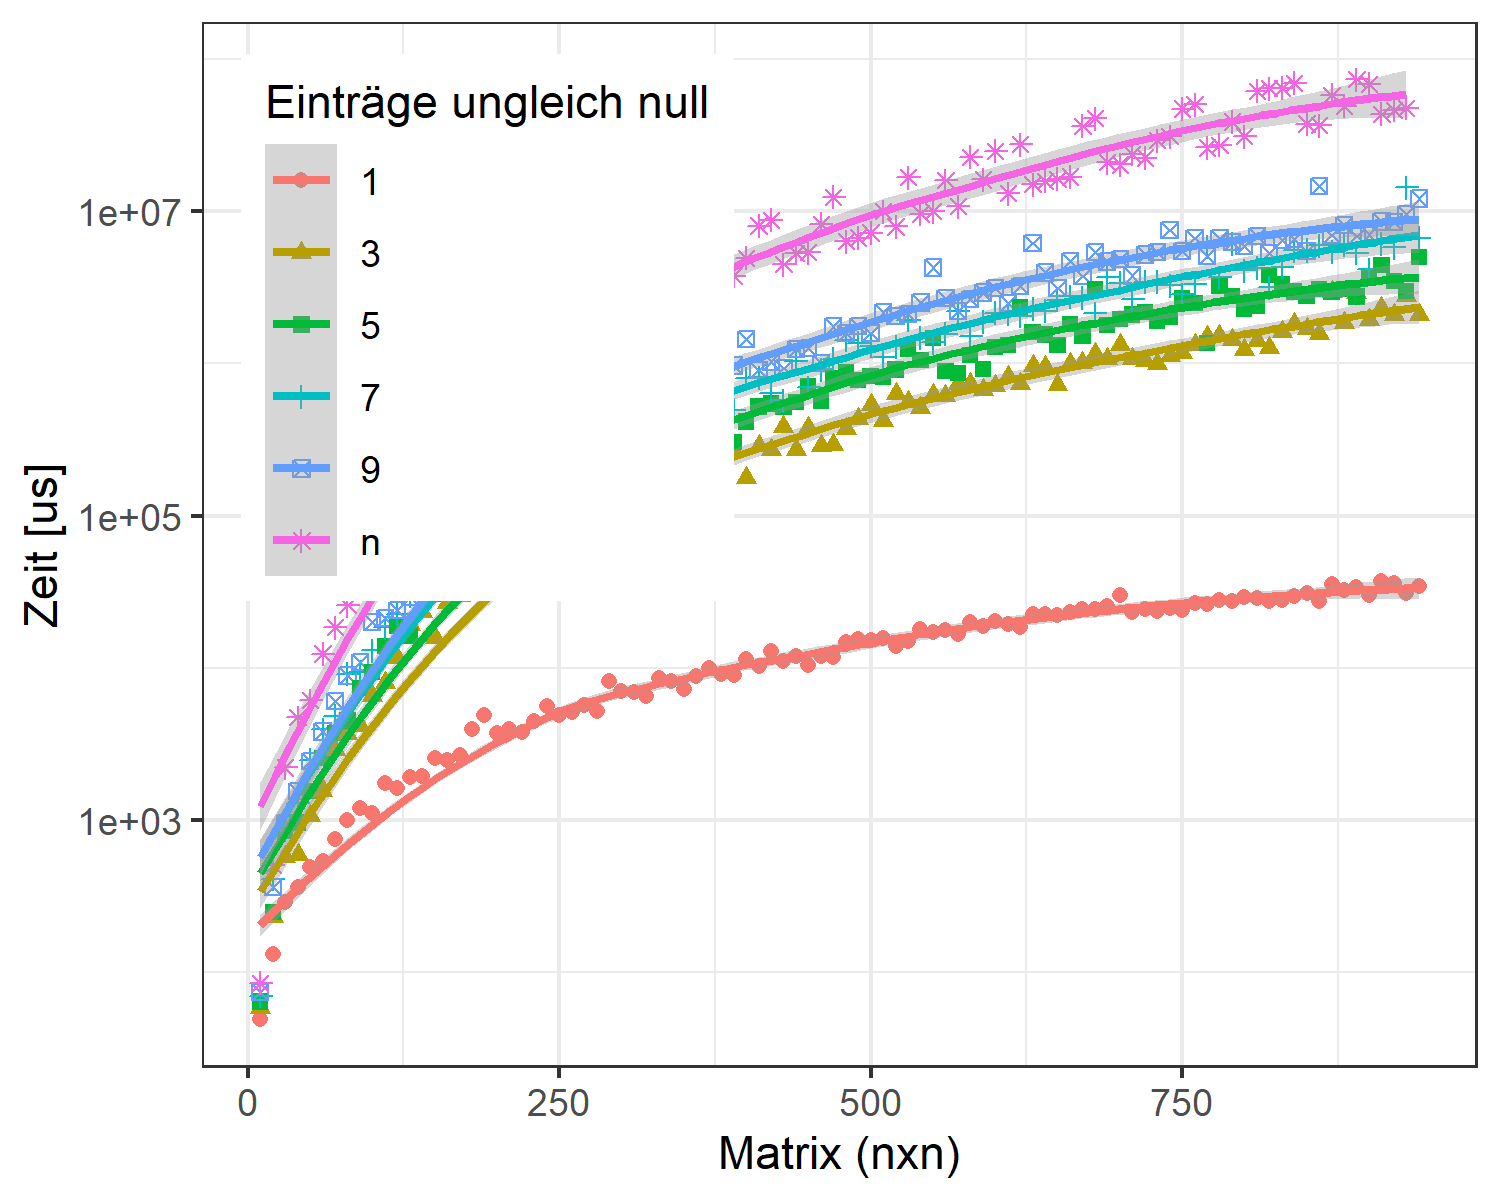 Einträge ungleich null
1
3
5
7
9
n
1e+07
1e+05
1e+03
Zeit [us]
0
250
500
750
Matrix (nxn)